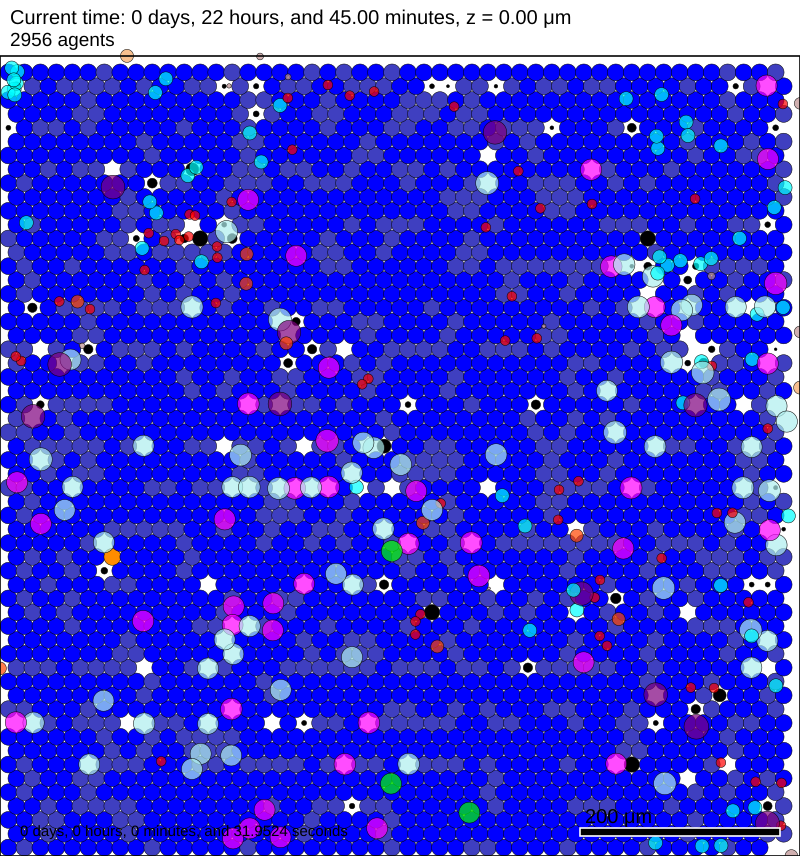 Current time: 0 days, 22 hours, and 45.00 minutes, z = 0.00 μm
2956 agents
200 μm
0 days, 0 hours, 0 minutes, and 31.9524 seconds